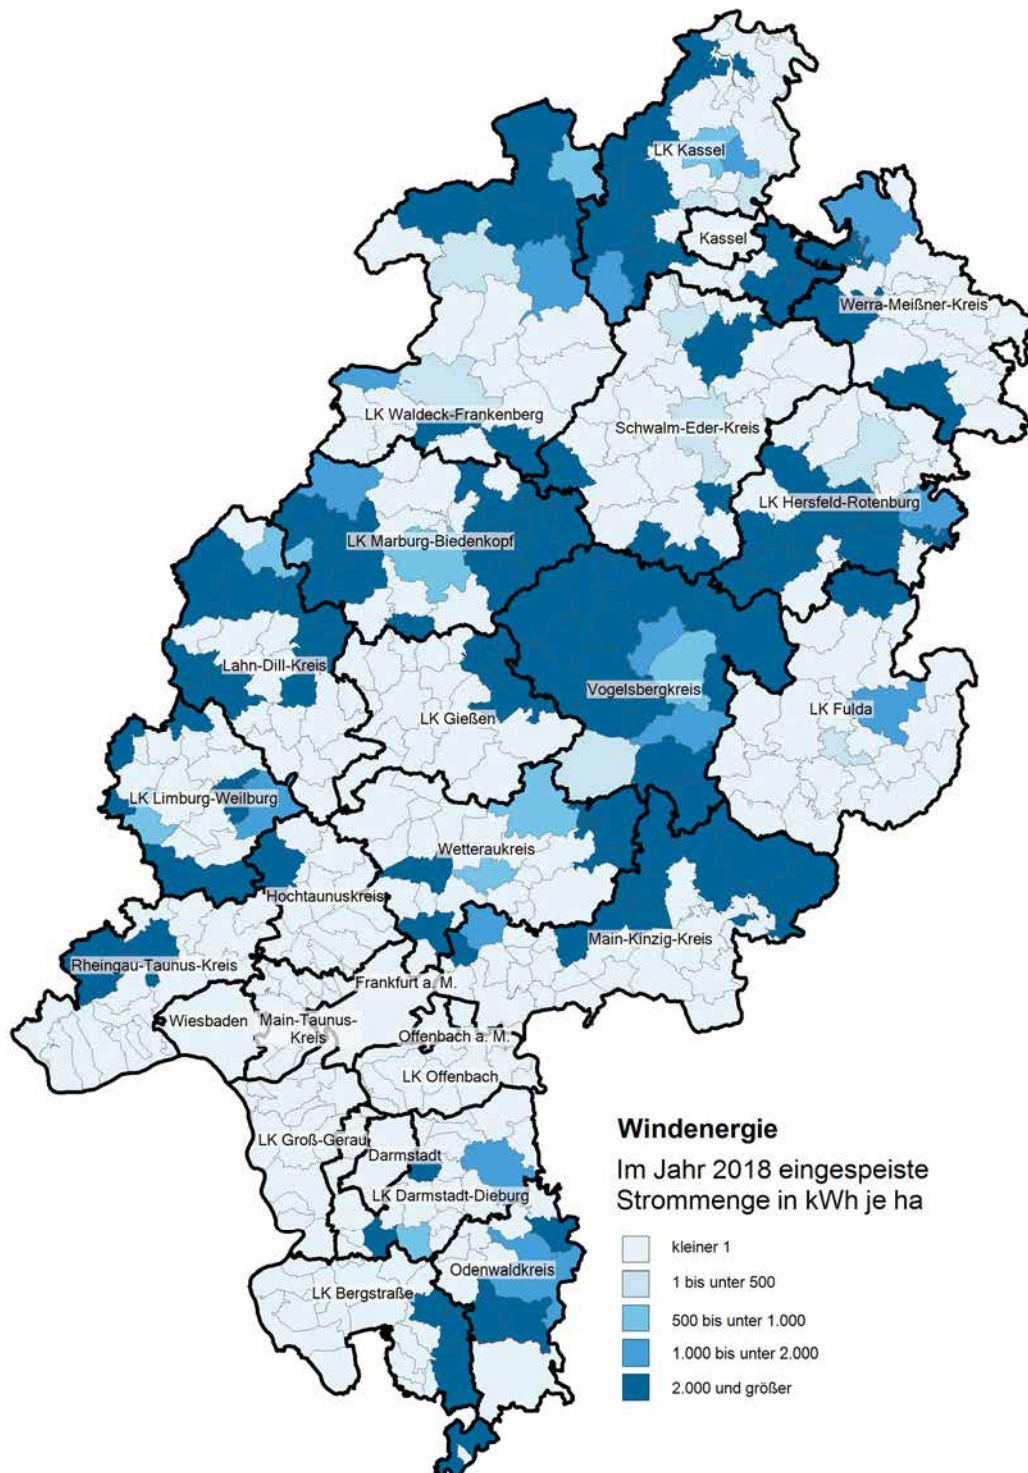 LK Kassel
Kassel
Werra-Meißner-Kreis
LK Waldeck-Frankenberg
Schwalm-Eder-Kreis
LK Hersfeld-Rotenburg
LK Marburg-Biedenkopf
Lahn-Dill-Kreis
Vogelsbergkreis
LK Gießen
LK Fulda
LK Limburg-Weilburg
Wetteraukreis
Hochtaunuskreis
Main-Kinzig-Kreis
Rheingau-Taunus-Kreis
Frankfurt a. M.
Wiesbaden
Main-Taunus-
Kreis
Offenbach a. M.
LK Offenbach
LK Groß-Gerau
Darmstadt
LK Darmstadt-Dieburg
Odenwaldkreis
LK Bergstraße
Windenergie
Im Jahr 2018 eingespeiste
Strommenge in kWh je ha
kleiner 1
1 bis unter 500
500 bis unter 1.000
1.000 bis unter 2.000
2.000 und größer